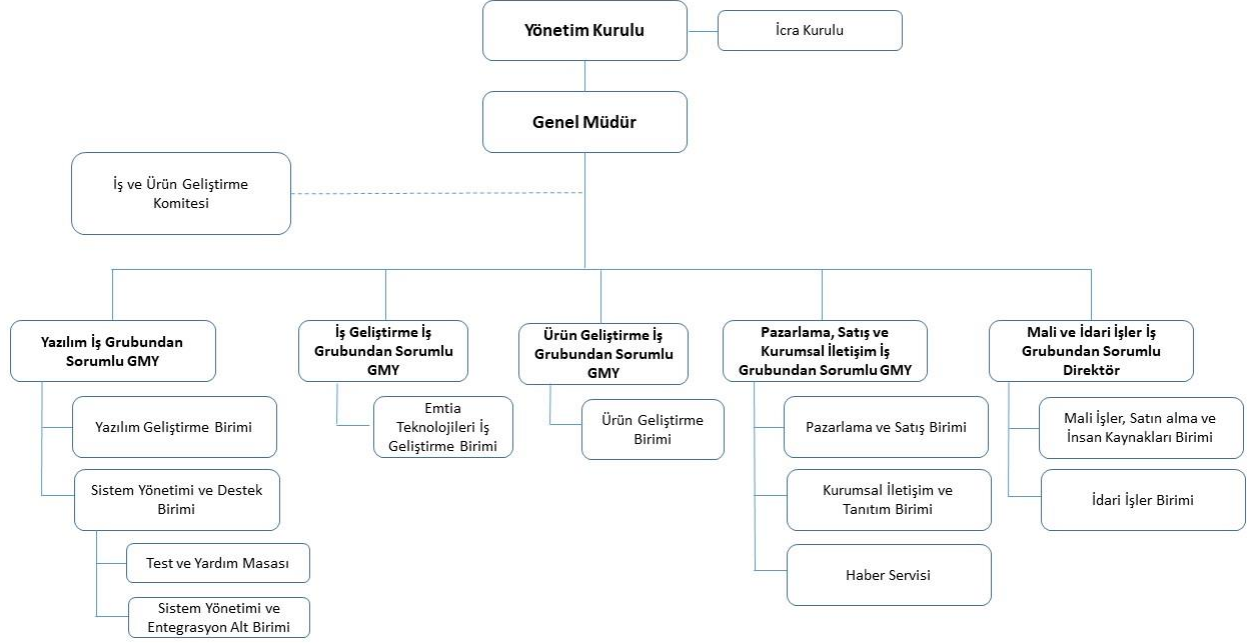 Yönetim Kurulu
İcra Kurulu
Genel Müdür
İş ve Ürün Geliştirme
Komitesi
Yazılım İş Grubundan
Sorumlu GMY
İş Geliştirme İş
Grubundan Sorumlu
GMY
Ürün Geliştirme İş
Grubundan Sorumlu
GMY
Pazarlama, Satış ve
Kurumsal İletişim İş
Grubundan Sorumlu GMY
Mali ve İdari İşler İş
Grubundan Sorumlu
Direktör
Yazılım Geliştirme Birimi
Sistem Yönetimi ve Destek
Birimi
Test ve Yardım Masası
Sistem Yönetimi ve
Entegrasyon Alt Birimi
Emtia
Teknolojileri İş
Geliştirme Birimi
Ürün Geliştirme
Birimi
Pazarlama ve Satış Birimi
Kurumsal İletişim ve
Tanıtım Birimi
Haber Servisi
Mali İşler, Satın alma ve
İnsan Kaynakları Birimi
İdari İşler Birimi